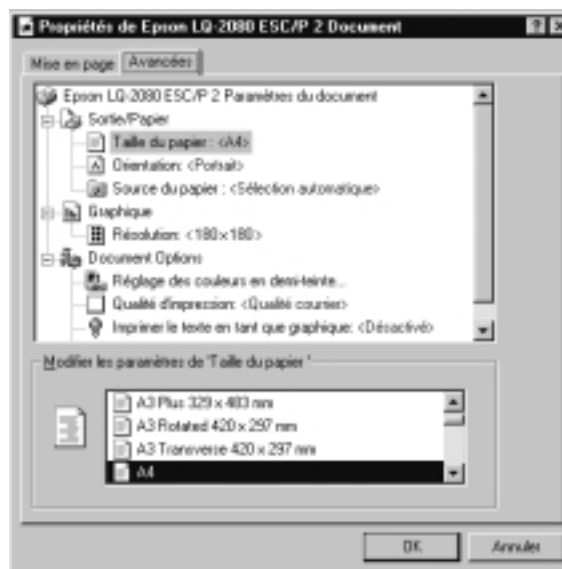 Propriétés de Epson LQ-2080 ESC/P 2 Document
Mise en page Avancées
Epson LQ-2080 ESC/P 2 Paramètres du document
Sortie/Papier
Taille du papier : <A4>
Orientation: <Portrait>
Source du papier : <Sélection automatique>
Graphique
Résolution: <180 x 180>
Document Options
Réglage des couleurs en demi-teinte...
Qualité d'impression: <Qualité courrier>
Imprimer le texte en tant que graphique: <Désactivé>
Modifier les paramètres de 'Taille du papier '
A3 Plus 329 x 483 mm
A3 Rotated 420 x 297 mm
A3 Transverse 420 x 297 mm
A4
OK Annuler